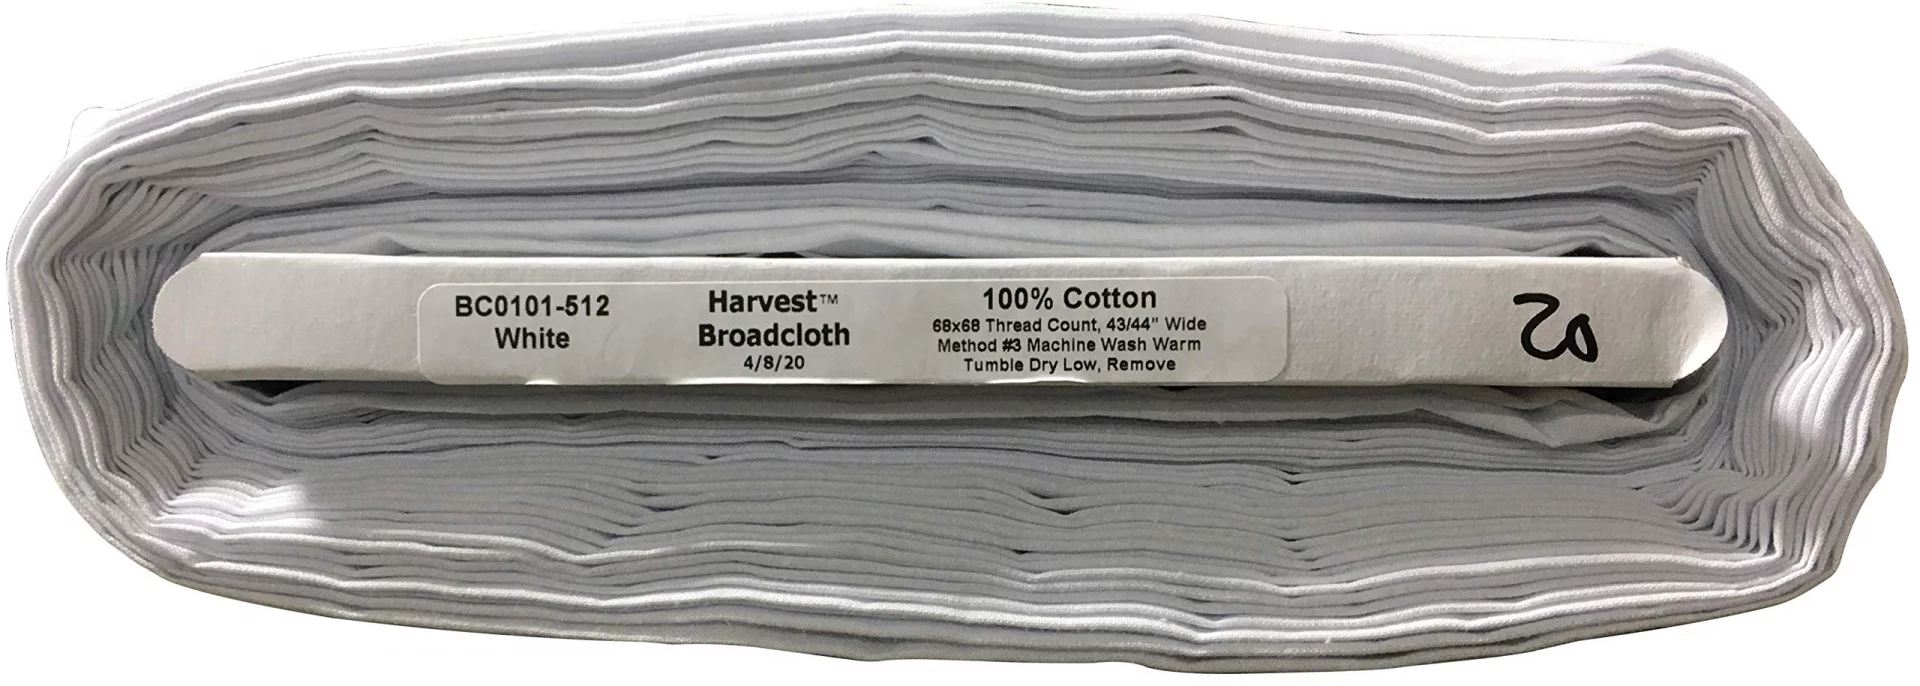 BC0101-512
White
Harvest™
Broadcloth
4/8/20
100% Cotton
68x68 Thread Count, 43/44" Wide
Method #3 Machine Wash Warm
Tumble Dry Low, Remove
20